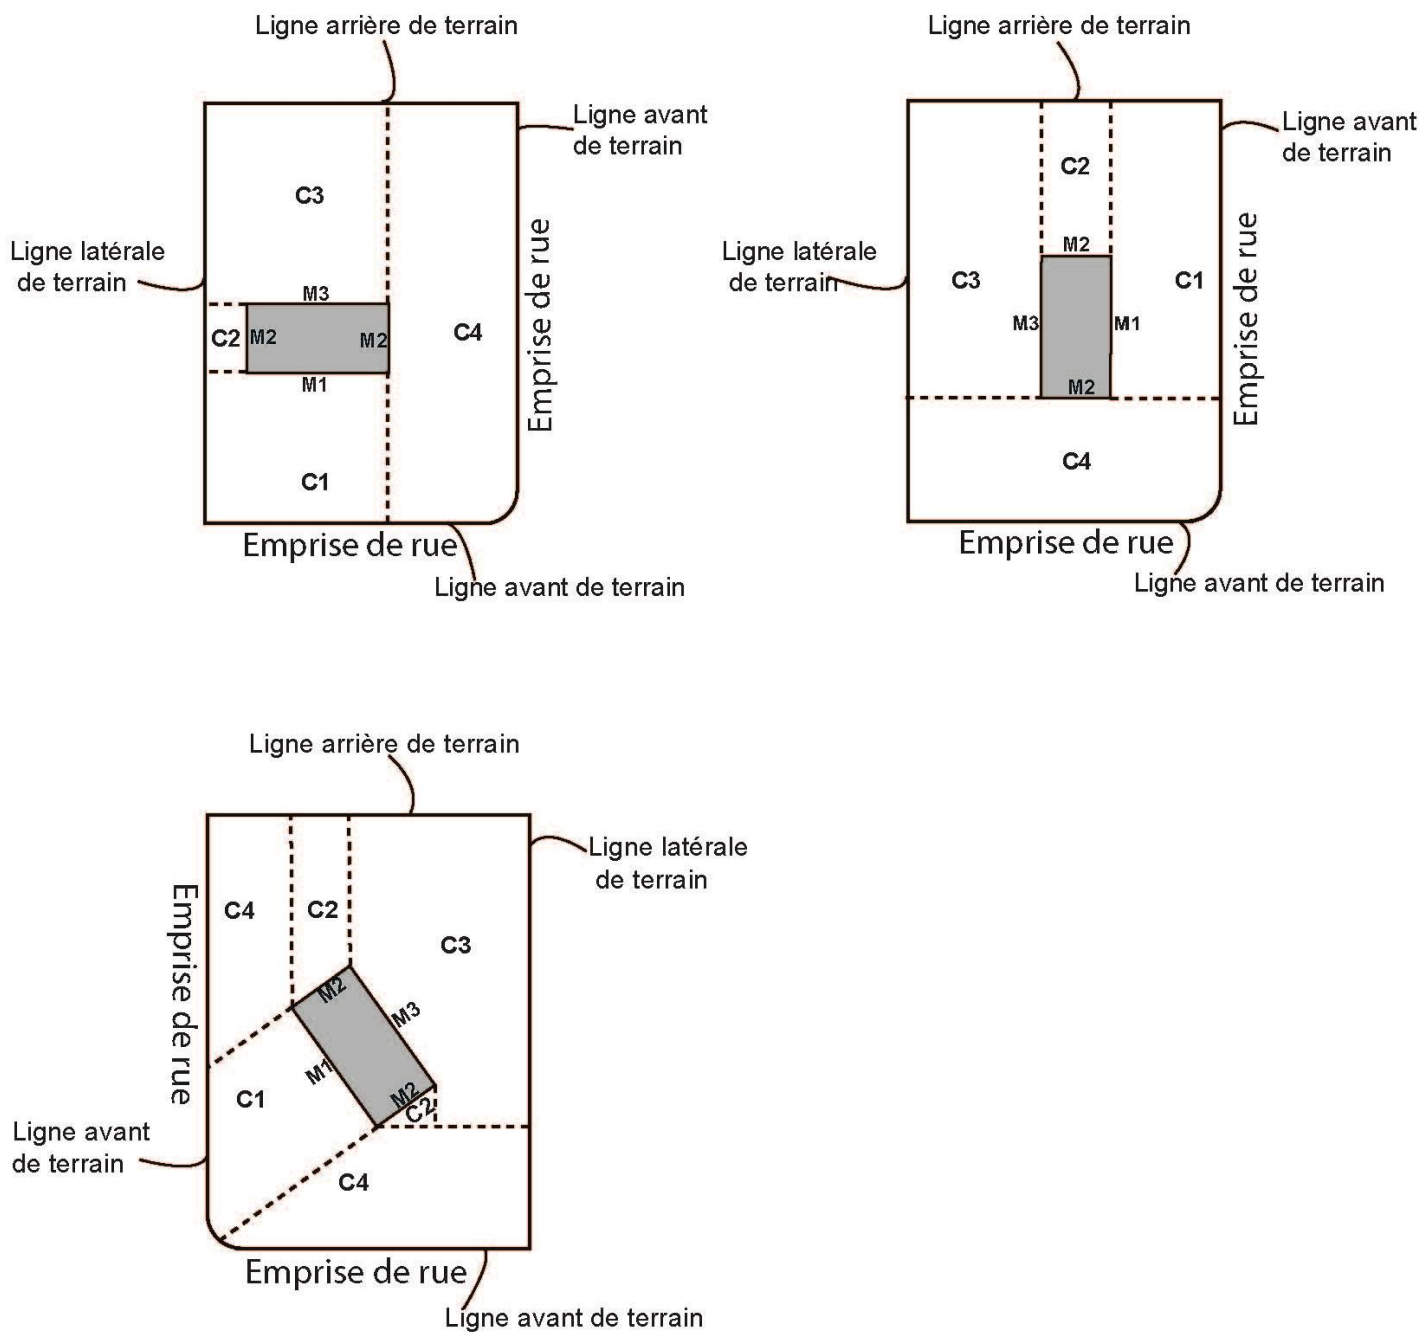 Ligne arrière de terrain
Ligne avant
de terrain
C3
Ligne latérale
de terrain
M3
C2
M2
M2
C4
Emprise de rue
M1
C1
Emprise de rue
Ligne avant de terrain
Ligne arrière de terrain
Ligne avant
de terrain
C2
Ligne latérale
de terrain
M2
C3
C1
Emprise de rue
M3
M1
M2
C4
Emprise de rue
Ligne avant de terrain
Ligne arrière de terrain
Ligne latérale
de terrain
Emprise de rue
C4
C2
C3
M2
M3
M1
C1
M2
C2
Ligne avant
de terrain
C4
Emprise de rue
Ligne avant de terrain